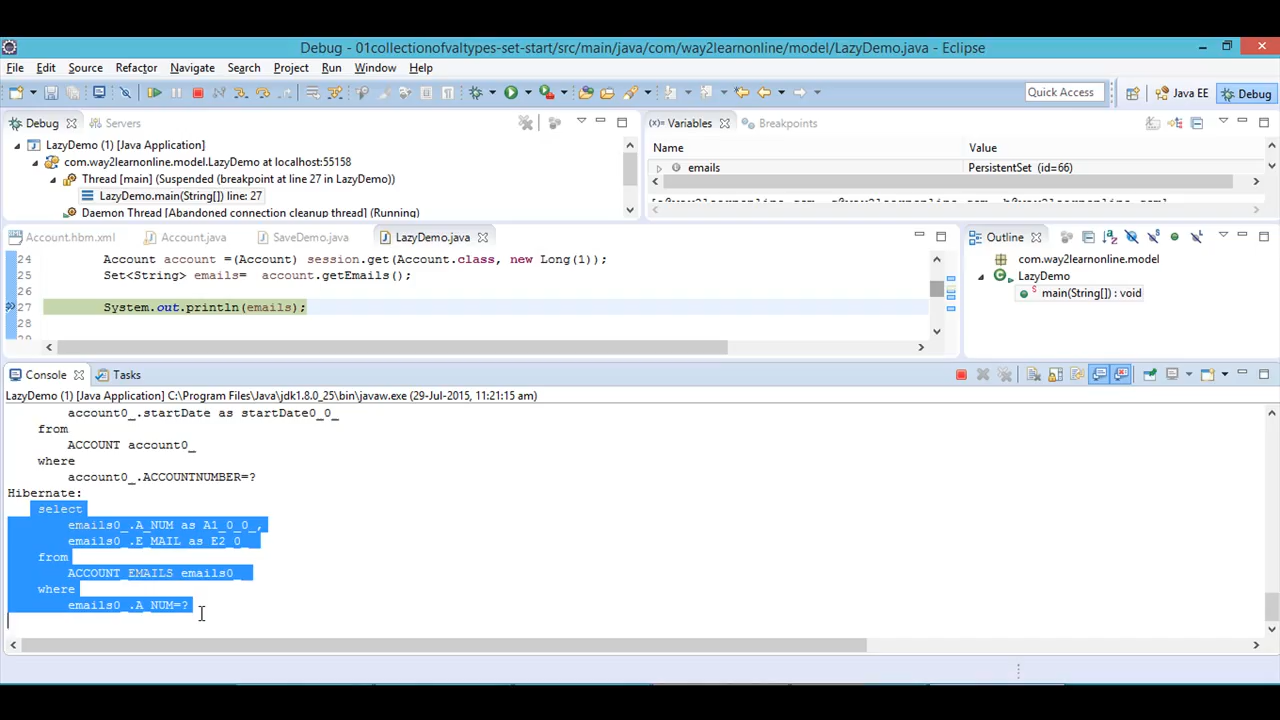 Debug - 01collectionofvaltypes-set-start/src/main/java/com/way2learnonline/model/LazyDemo.java - Eclipse
File Edit Source Refactor Navigate Search Project Run Window Help
Quick Access Java EE Debug
Debug Servers
LazyDemo (1) [Java Application]
com.way2learnonline.model.LazyDemo at localhost:55158
Thread [main] (Suspended (breakpoint at line 27 in LazyDemo))
LazyDemo.main(String[]) line: 27
Daemon Thread [Abandoned connection cleanup thread] (Running)
(x)= Variables Breakpoints
Name Value
emails PersistentSet (id=66)
Account.hbm.xml Account.java SaveDemo.java LazyDemo.java
24 Account account =(Account) session.get(Account.class, new Long(1));
25 Set<String> emails= account.getEmails();
26
27 System.out.println(emails);
28
Outline
com.way2learnonline.model
LazyDemo
main(String[]) : void
Console Tasks
LazyDemo (1) [Java Application] C:\Program Files\Java\jdk1.8.0_25\bin\javaw.exe (29-Jul-2015, 11:21:15 am)
account0_.startDate as startDate0_0_
from
ACCOUNT account0_
where
account0_.ACCOUNTNUMBER=?
Hibernate:
select
emails0_.A_NUM as A1_0_0_,
emails0_.E_MAIL as E2_0_
from
ACCOUNT_EMAILS emails0_
where
emails0_.A_NUM=?